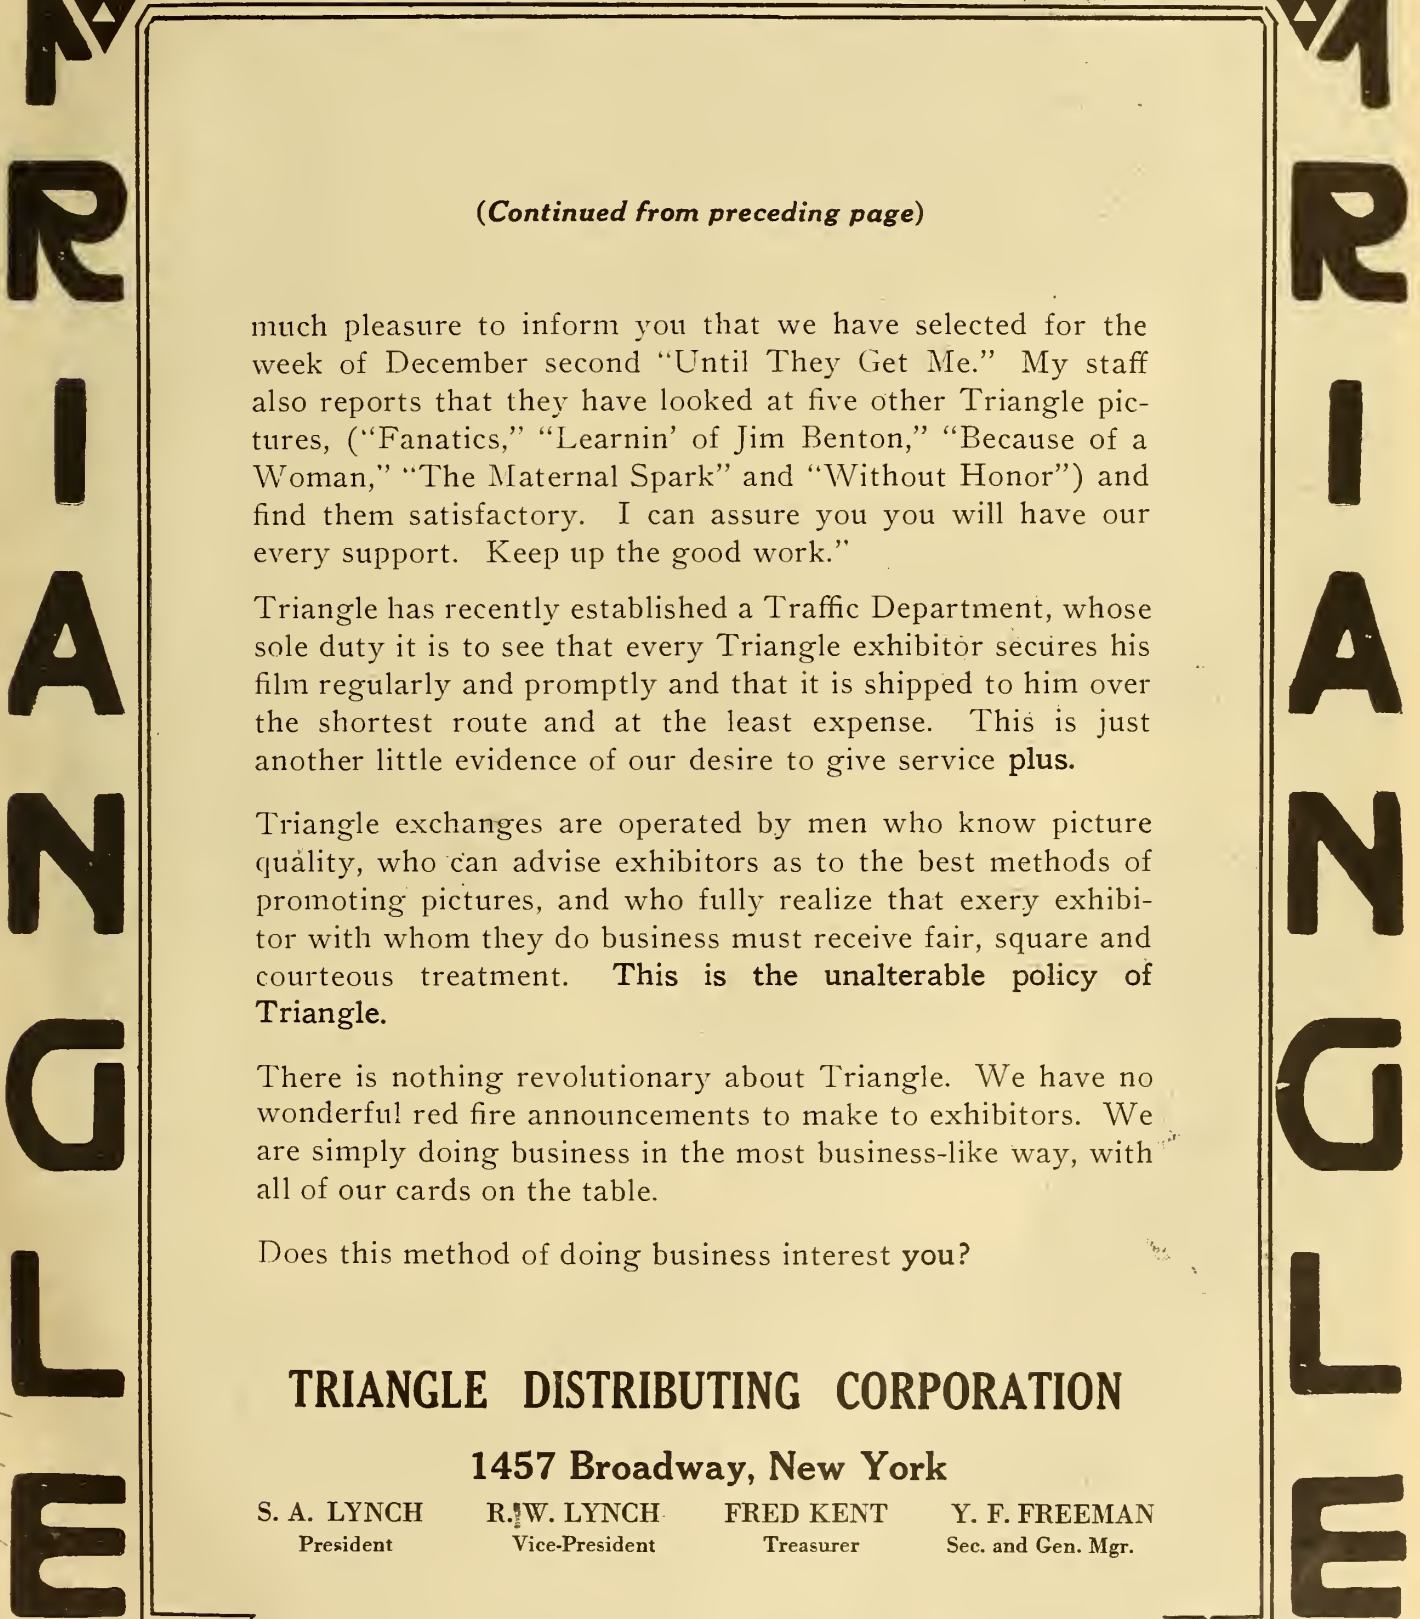 TRIANGLE
(Continued from preceding page)
much pleasure to inform you that we have selected for the
week of December second "Until They Get Me." My staff
also reports that they have looked at five other Triangle pic-
tures, ("Fanatics," "Learnin' of Jim Benton," "Because of a
Woman," "The Maternal Spark" and "Without Honor") and
find them satisfactory. I can assure you you will have our
every support. Keep up the good work."
Triangle has recently established a Traffic Department, whose
sole duty it is to see that every Triangle exhibitor secures his
film regularly and promptly and that it is shipped to him over
the shortest route and at the least expense. This is just
another little evidence of our desire to give service plus.
Triangle exchanges are operated by men who know picture
quality, who can advise exhibitors as to the best methods of
promoting pictures, and who fully realize that exery exhibi-
tor with whom they do business must receive fair, square and
courteous treatment. This is the unalterable policy of
Triangle.
There is nothing revolutionary about Triangle. We have no
wonderful red fire announcements to make to exhibitors. We
are simply doing business in the most business-like way, with
all of our cards on the table.
Does this method of doing business interest you?
TRIANGLE DISTRIBUTING CORPORATION
1457 Broadway, New York
S. A. LYNCH R. W. LYNCH FRED KENT Y. F. FREEMAN
President Vice-President Treasurer Sec. and Gen. Mgr.
TRIANGLE